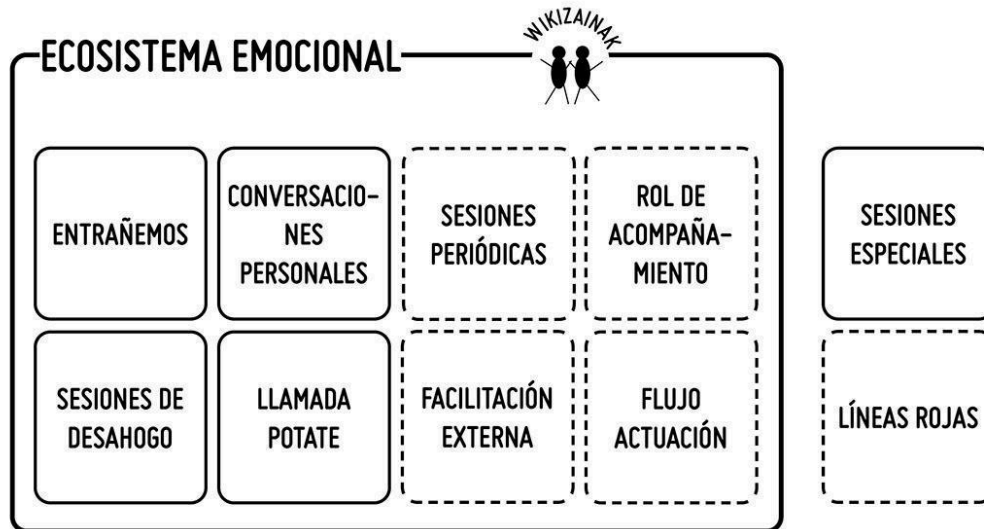 WIKIZAINAK
ECOSISTEMA EMOCIONAL
ENTRAÑEMOS
CONVERSACIO-
NES
PERSONALES
SESIONES
PERIÓDICAS
ROL DE
ACOMPAÑA-
MIENTO
SESIONES
ESPECIALES
SESIONES DE
DESAHOGO
LLAMADA
POTATE
FACILITACIÓN
EXTERNA
FLUJO
ACTUACIÓN
LÍNEAS ROJAS